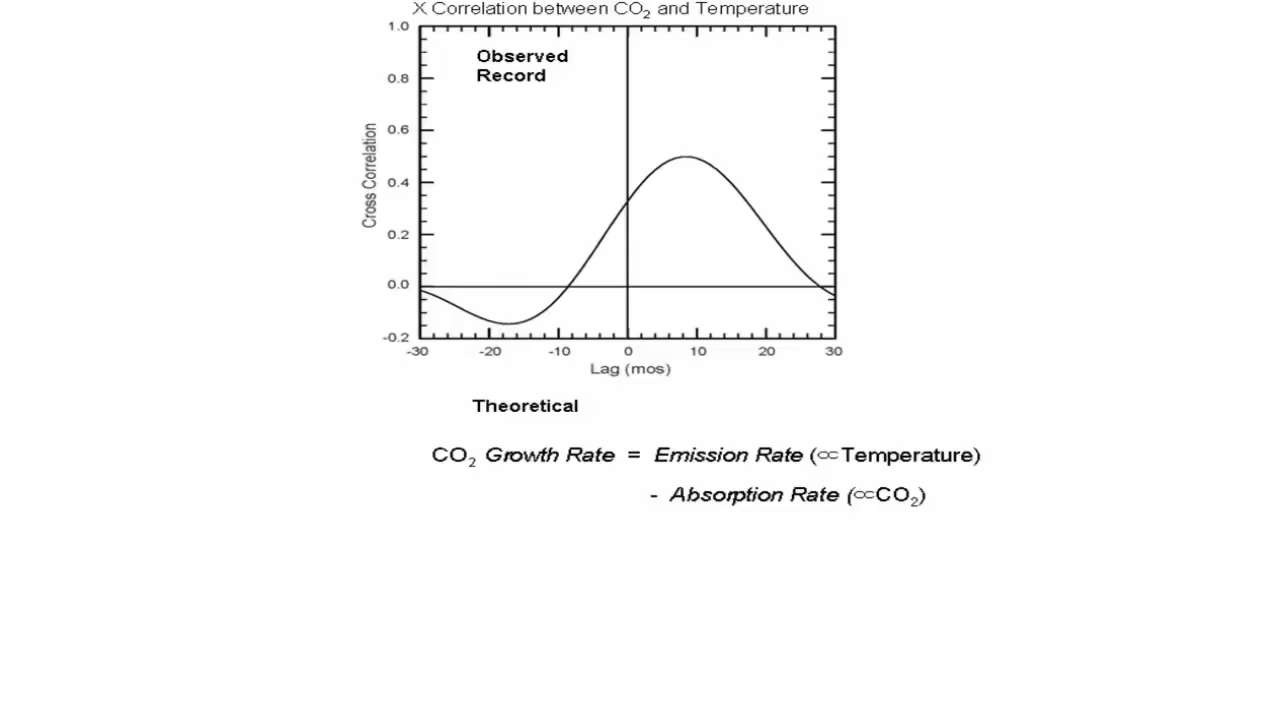 X Correlation between CO₂ and Temperature
1.0
Observed
Record
0.8
0.6
0.4
0.2
0.0
-0.2
Cross Correlation
-30 -20 -10 0 10 20 30
Lag (mos)
Theoretical
CO₂ Growth Rate = Emission Rate (∝Temperature)
- Absorption Rate (∝CO₂)